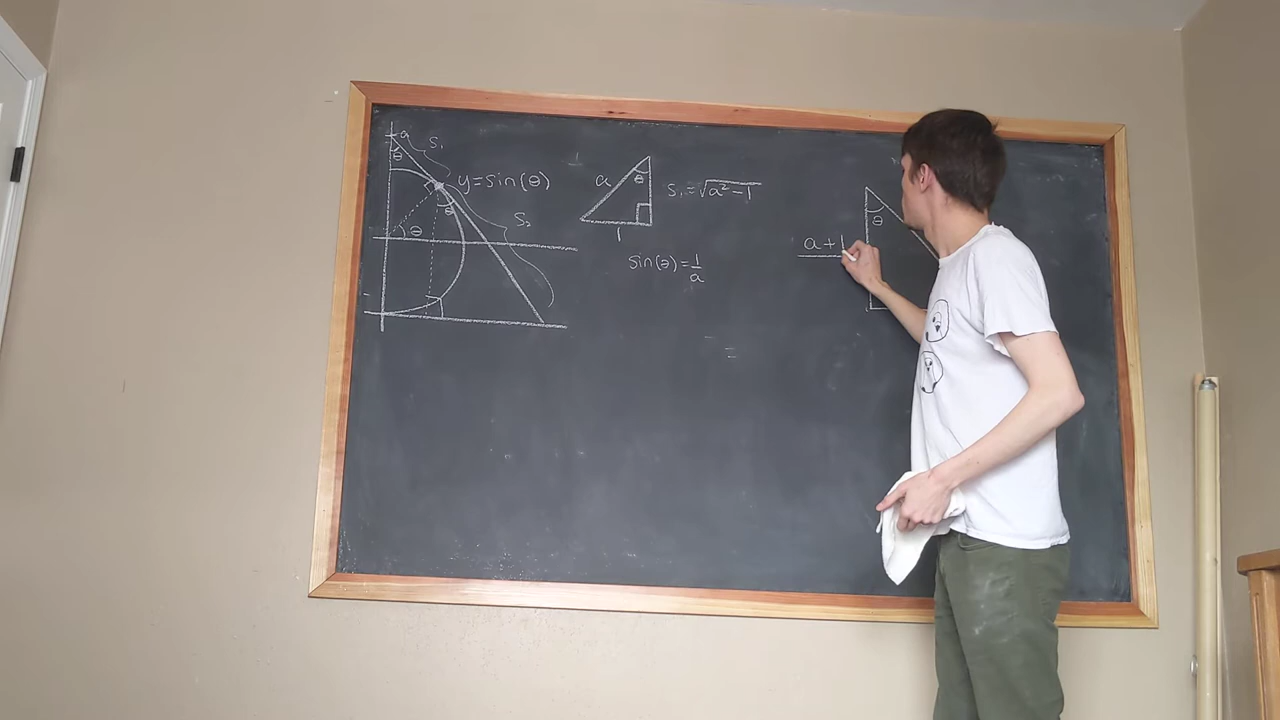 a
S₁
θ
y=sin(θ)
θ
S₂
θ
a
θ
S₁=√a²-1
1
sin(θ)=1/a
θ
a+1